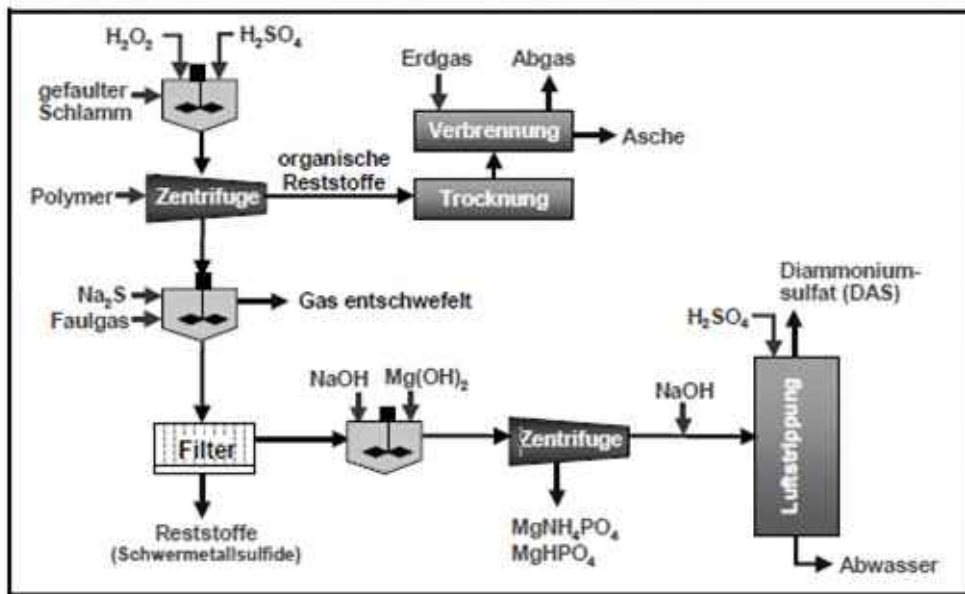 H₂O₂
H₂SO₄
gefaulter
Schlamm
Erdgas
Abgas
Verbrennung
Asche
organische
Reststoffe
Polymer
Zentrifuge
Trocknung
Na₂S
Faulgas
Gas entschwefelt
Diammonium-
sulfat (DAS)
H₂SO₄
NaOH
Mg(OH)₂
NaOH
Filter
Zentrifuge
Luftstrippung
Reststoffe
(Schwermetallsulfide)
MgNH₄PO₄
MgHPO₄
Abwasser